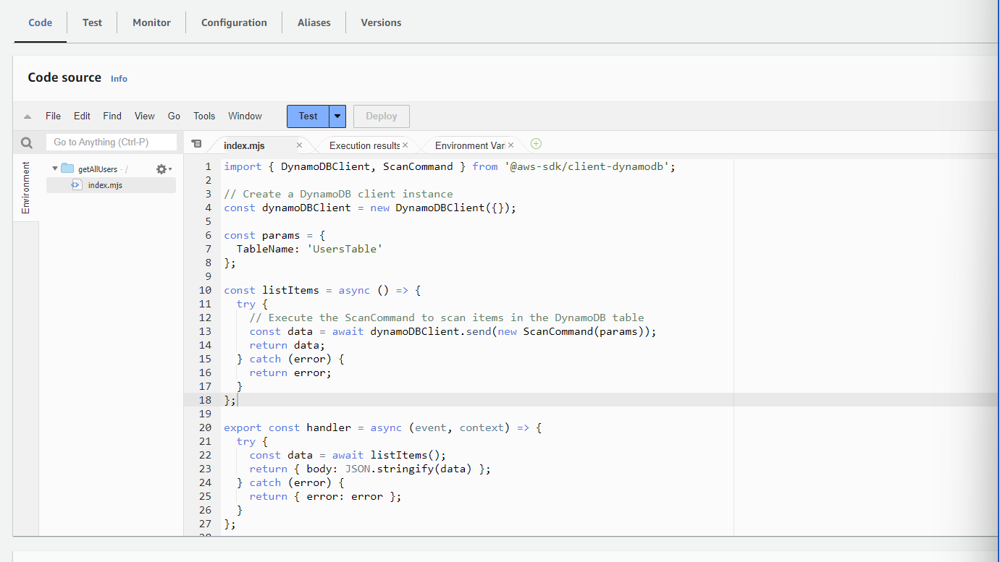 Code Test Monitor Configuration Aliases Versions
Code source Info
File Edit Find View Go Tools Window Test Deploy
Go to Anything (Ctrl-P)
index.mjs × Execution results × Environment Vari ×
Environment
getAllUsers - /
index.mjs
1 import { DynamoDBClient, ScanCommand } from '@aws-sdk/client-dynamodb';
2
3 // Create a DynamoDB client instance
4 const dynamoDBClient = new DynamoDBClient({});
5
6 const params = {
7   TableName: 'UsersTable'
8 };
9
10 const listItems = async () => {
11   try {
12     // Execute the ScanCommand to scan items in the DynamoDB table
13     const data = await dynamoDBClient.send(new ScanCommand(params));
14     return data;
15   } catch (error) {
16     return error;
17   }
18 };
19
20 export const handler = async (event, context) => {
21   try {
22     const data = await listItems();
23     return { body: JSON.stringify(data) };
24   } catch (error) {
25     return { error: error };
26   }
27 };